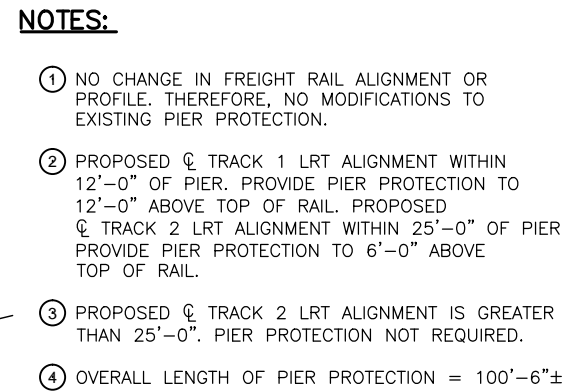 NOTES:
1 NO CHANGE IN FREIGHT RAIL ALIGNMENT OR
PROFILE. THEREFORE, NO MODIFICATIONS TO
EXISTING PIER PROTECTION.
2 PROPOSED ℄ TRACK 1 LRT ALIGNMENT WITHIN
12'–0" OF PIER. PROVIDE PIER PROTECTION TO
12'–0" ABOVE TOP OF RAIL. PROPOSED
℄ TRACK 2 LRT ALIGNMENT WITHIN 25'–0" OF PIER
PROVIDE PIER PROTECTION TO 6'–0" ABOVE
TOP OF RAIL.
3 PROPOSED ℄ TRACK 2 LRT ALIGNMENT IS GREATER
THAN 25'–0". PIER PROTECTION NOT REQUIRED.
4 OVERALL LENGTH OF PIER PROTECTION = 100'–6"±